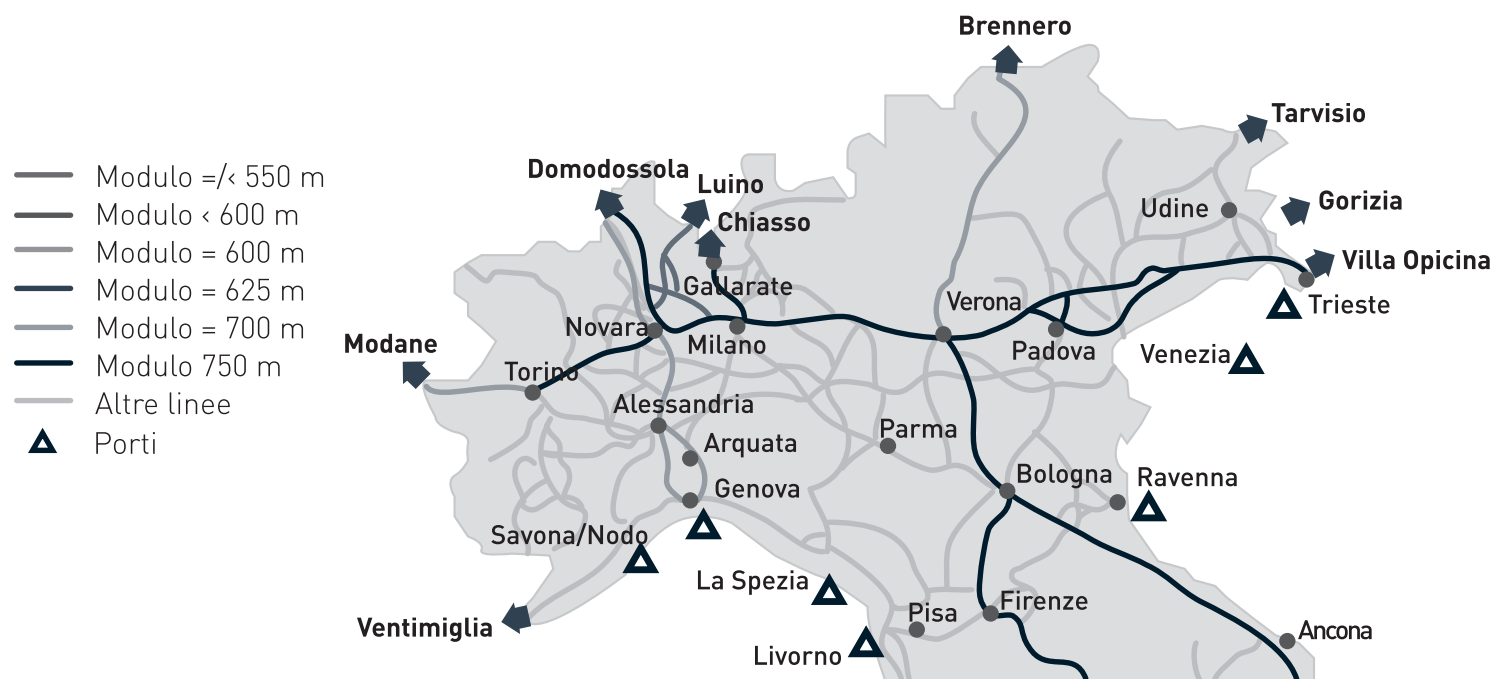 Brennero
Tarvisio
Domodossola
Luino
Gorizia
Chiasso
Udine
Villa Opicina
Gallarate
Verona
Trieste
Novara
Milano
Padova
Venezia
Modane
Torino
Alessandria
Parma
Arquata
Bologna
Ravenna
Genova
Savona/Nodo
La Spezia
Firenze
Pisa
Ventimiglia
Ancona
Livorno
Modulo =/< 550 m
Modulo < 600 m
Modulo = 600 m
Modulo = 625 m
Modulo = 700 m
Modulo 750 m
Altre linee
Porti